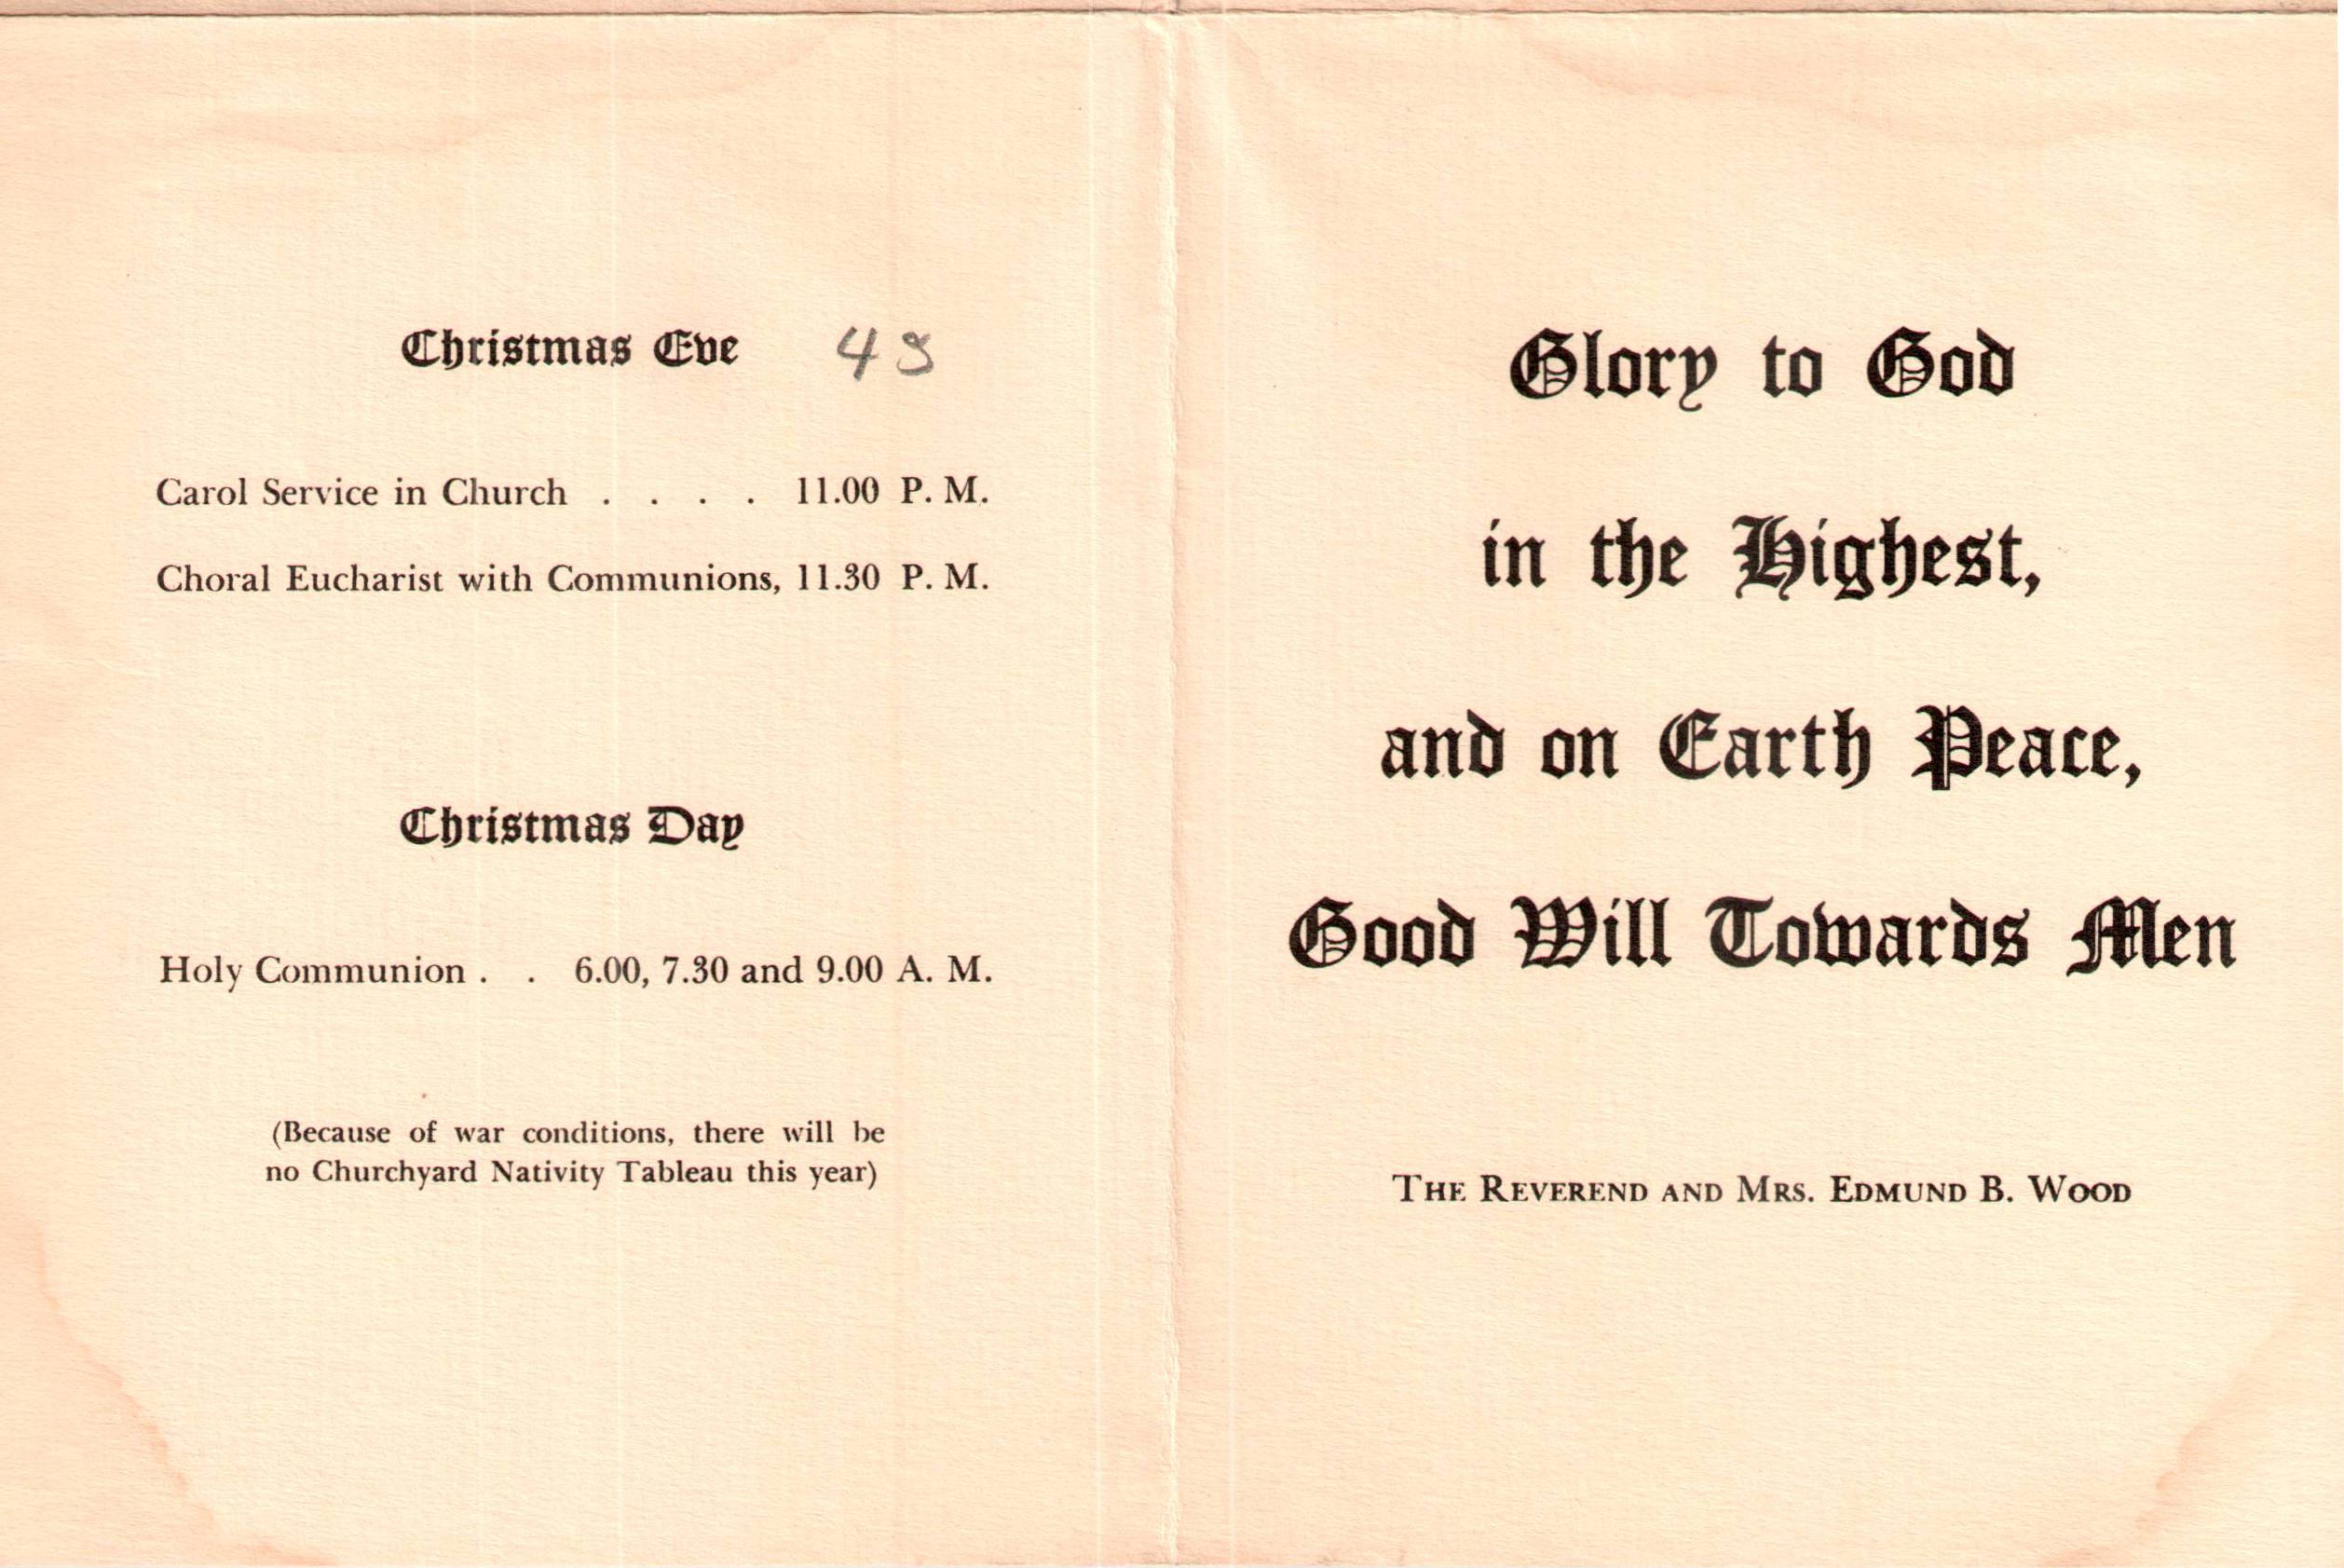 Christmas Eve
Carol Service in Church . . . . 11.00 P. M.
Choral Eucharist with Communions, 11.30 P. M.
Christmas Day
Holy Communion . . 6.00, 7.30 and 9.00 A. M.
(Because of war conditions, there will be
no Churchyard Nativity Tableau this year)
Glory to God
in the Highest,
and on Earth Peace,
Good Will Towards Men
THE REVEREND AND MRS. EDMUND B. WOOD